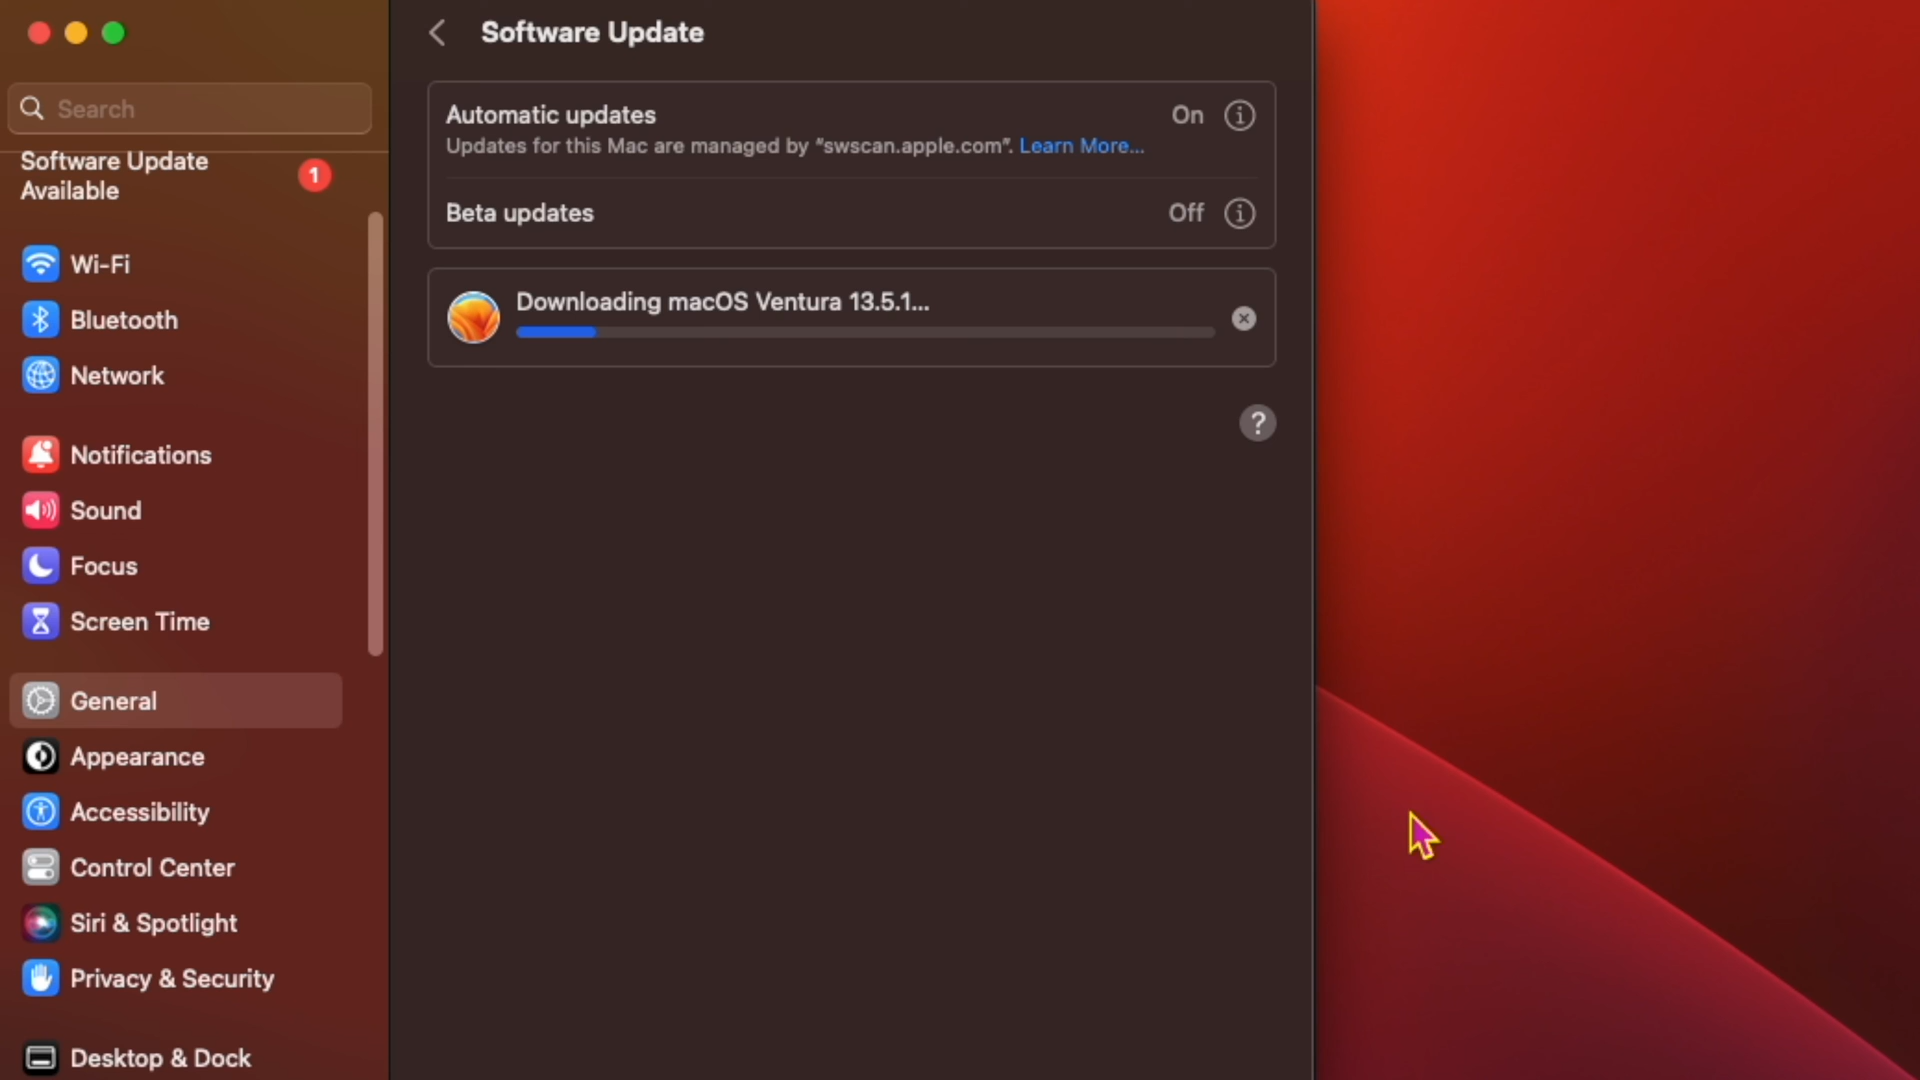 Search
Software Update
Available
1
Wi-Fi
Bluetooth
Network
Notifications
Sound
Focus
Screen Time
General
Appearance
Accessibility
Control Center
Siri & Spotlight
Privacy & Security
Desktop & Dock
Software Update
Automatic updates On
Updates for this Mac are managed by “swscan.apple.com”. Learn More...
Beta updates Off
Downloading macOS Ventura 13.5.1...
?